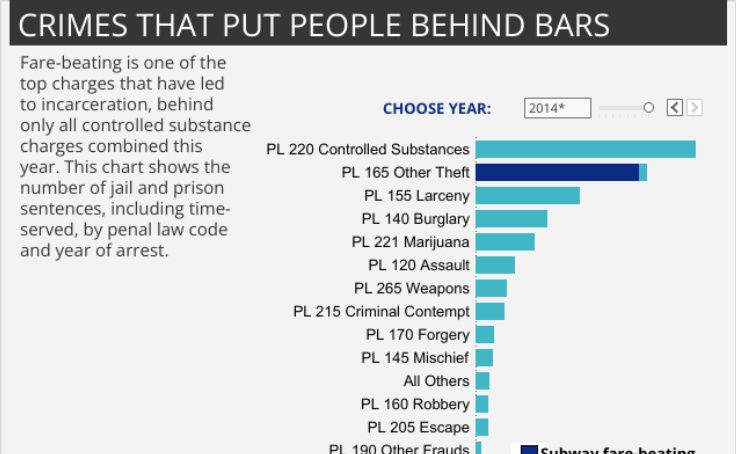 CRIMES THAT PUT PEOPLE BEHIND BARS
Fare-beating is one of the
top charges that have led
to incarceration, behind
only all controlled substance
charges combined this
year. This chart shows the
number of jail and prison
sentences, including time-
served, by penal law code
and year of arrest.
CHOOSE YEAR:
2014*
PL 220 Controlled Substances
PL 165 Other Theft
PL 155 Larceny
PL 140 Burglary
PL 221 Marijuana
PL 120 Assault
PL 265 Weapons
PL 215 Criminal Contempt
PL 170 Forgery
PL 145 Mischief
All Others
PL 160 Robbery
PL 205 Escape
PL 190 Other Frauds
Subway fare-beating